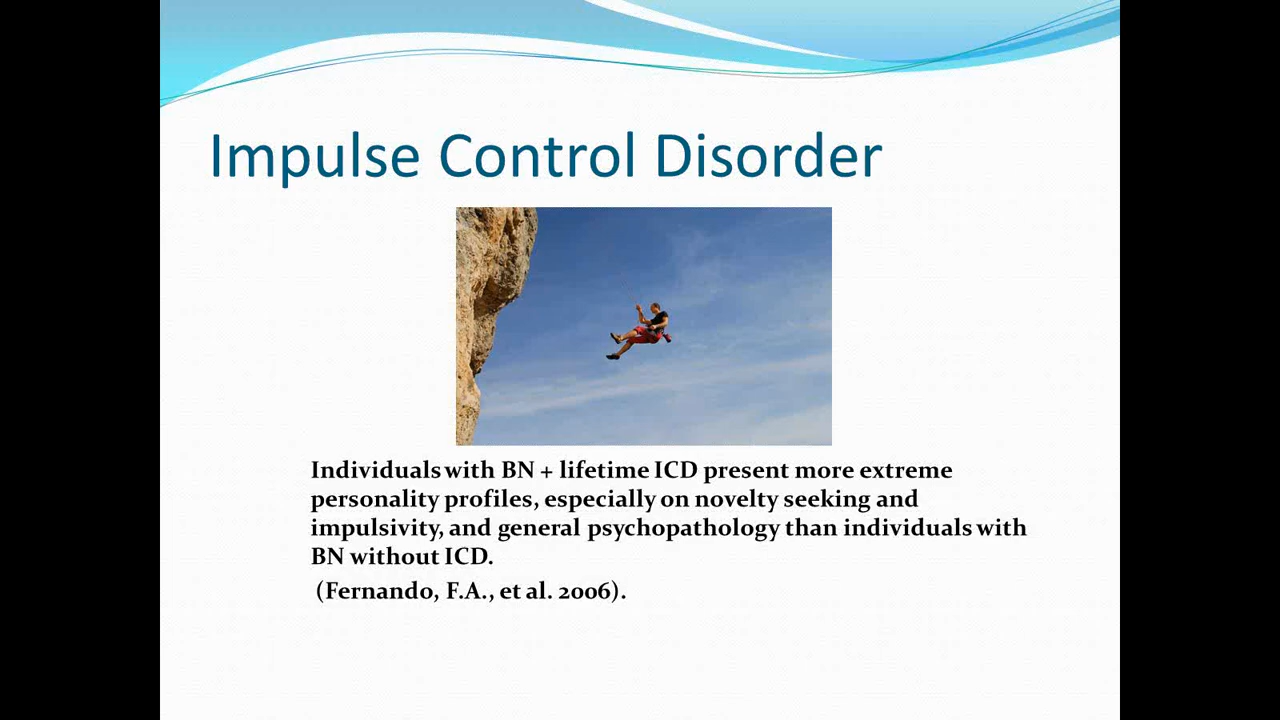 Impulse Control Disorder
Individuals with BN + lifetime ICD present more extreme
personality profiles, especially on novelty seeking and
impulsivity, and general psychopathology than individuals with
BN without ICD.
(Fernando, F.A., et al. 2006).